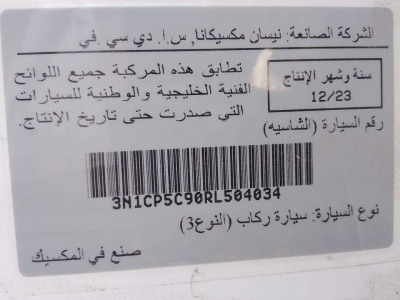 الشركة الصانعة: نيسان مكسيكانا, س.ا. دي سي. في
سنة وشهر الإنتاج
12/23
تطابق هذه المركبة جميع اللوائح
الفنية الخليجية والوطنية للسيارات
التي صدرت حتى تاريخ الإنتاج.
رقم السيارة (الشاسيه)
3N1CP5C90RL504034
نوع السيارة: سيارة ركاب (النوع3)
صنع في المكسيك